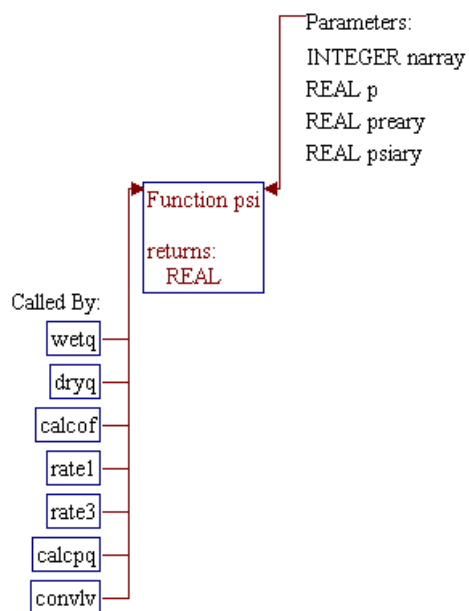 Parameters:
INTEGER narray
REAL p
REAL preary
REAL psiary
Function psi
returns:
REAL
Called By:
wetq
dryq
calcof
rate1
rate3
calcpq
convlv